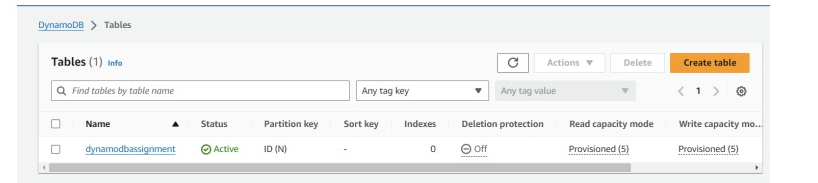 DynamoDB > Tables
Tables (1) Info
Actions ▼ Delete Create table
Find tables by table name Any tag key ▼ Any tag value ▼ < 1 >
Name ▲ Status Partition key Sort key Indexes Deletion protection Read capacity mode Write capacity mo...
dynamodbassignment Active ID (N) - 0 Off Provisioned (5) Provisioned (5)